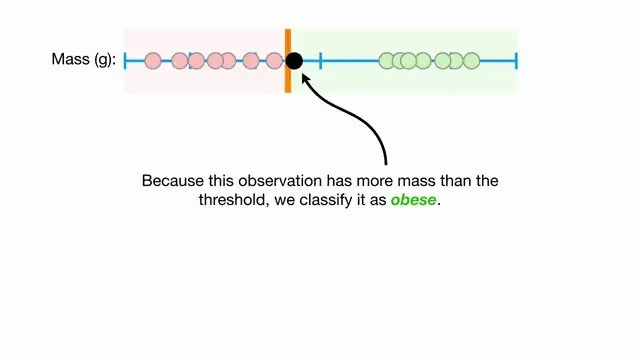 Mass (g):
Because this observation has more mass than the
threshold, we classify it as obese.